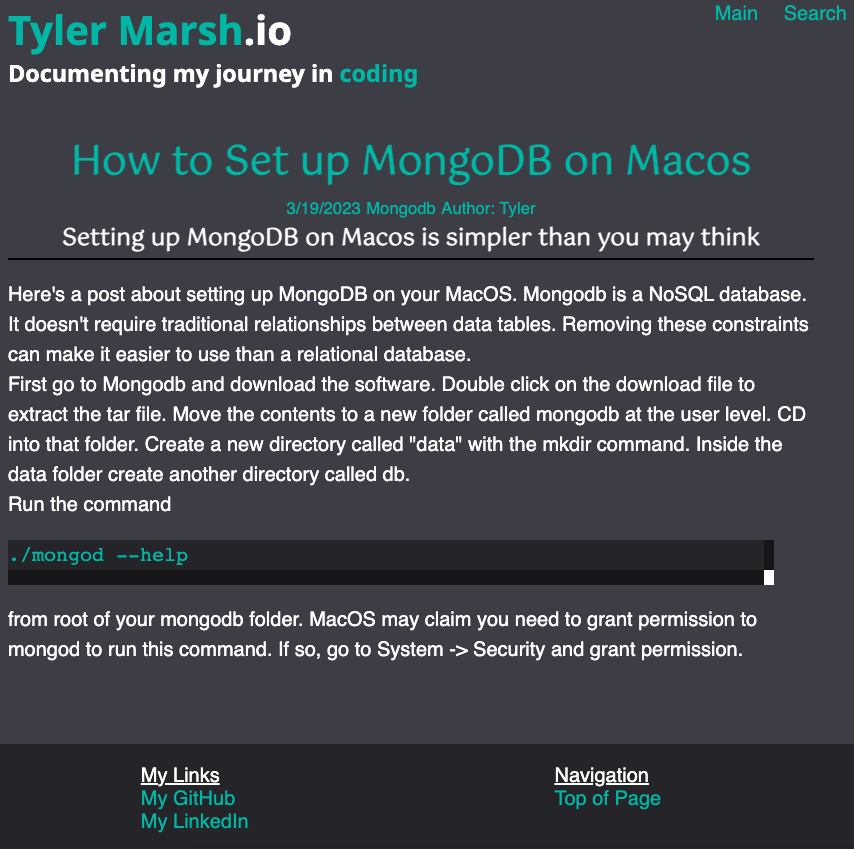 Tyler Marsh.io
Main
Search
Documenting my journey in coding
How to Set up MongoDB on Macos
3/19/2023 Mongodb Author: Tyler
Setting up MongoDB on Macos is simpler than you may think
Here's a post about setting up MongoDB on your MacOS. Mongodb is a NoSQL database.
It doesn't require traditional relationships between data tables. Removing these constraints
can make it easier to use than a relational database.
First go to Mongodb and download the software. Double click on the download file to
extract the tar file. Move the contents to a new folder called mongodb at the user level. CD
into that folder. Create a new directory called "data" with the mkdir command. Inside the
data folder create another directory called db.
Run the command
./mongod --help
from root of your mongodb folder. MacOS may claim you need to grant permission to
mongod to run this command. If so, go to System -> Security and grant permission.
My Links
My GitHub
My LinkedIn
Navigation
Top of Page